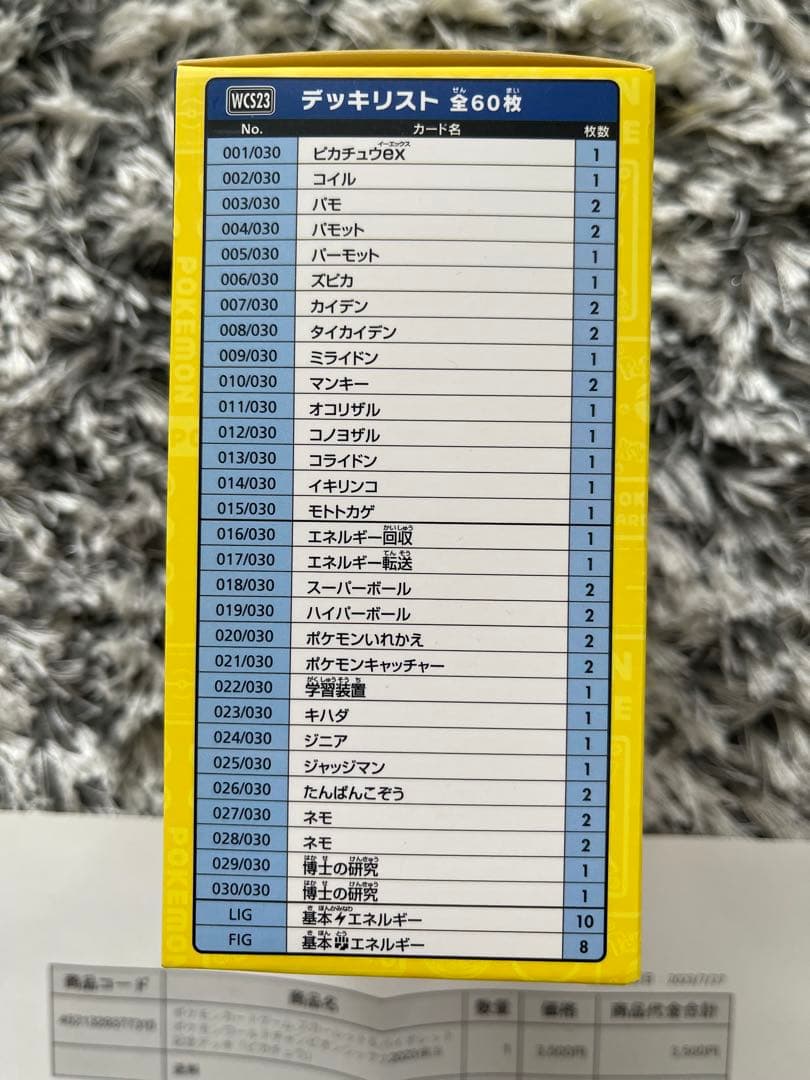 WCS23 デッキリスト 全60枚
No. カード名 枚数
001/030 ピカチュウex 1
002/030 コイル 1
003/030 パモ 2
004/030 パモット 2
005/030 パーモット 1
006/030 ズピカ 1
007/030 カイデン 2
008/030 タイカイデン 2
009/030 ミライドン 1
010/030 マンキー 2
011/030 オコリザル 1
012/030 コノヨザル 1
013/030 コライドン 1
014/030 イキリンコ 1
015/030 モトトカゲ 1
016/030 エネルギー回収 1
017/030 エネルギー転送 1
018/030 スーパーボール 2
019/030 ハイパーボール 2
020/030 ポケモンいれかえ 2
021/030 ポケモンキャッチャー 2
022/030 学習装置 1
023/030 キハダ 1
024/030 ジニア 1
025/030 ジャッジマン 1
026/030 たんぱんこぞう 2
027/030 ネモ 2
028/030 ネモ 2
029/030 博士の研究 1
030/030 博士の研究 1
LIG 基本エネルギー 10
FIG 基本エネルギー 8
POKEMON
POKEMON
商品コード 商品名 数量 価格 商品代金合計